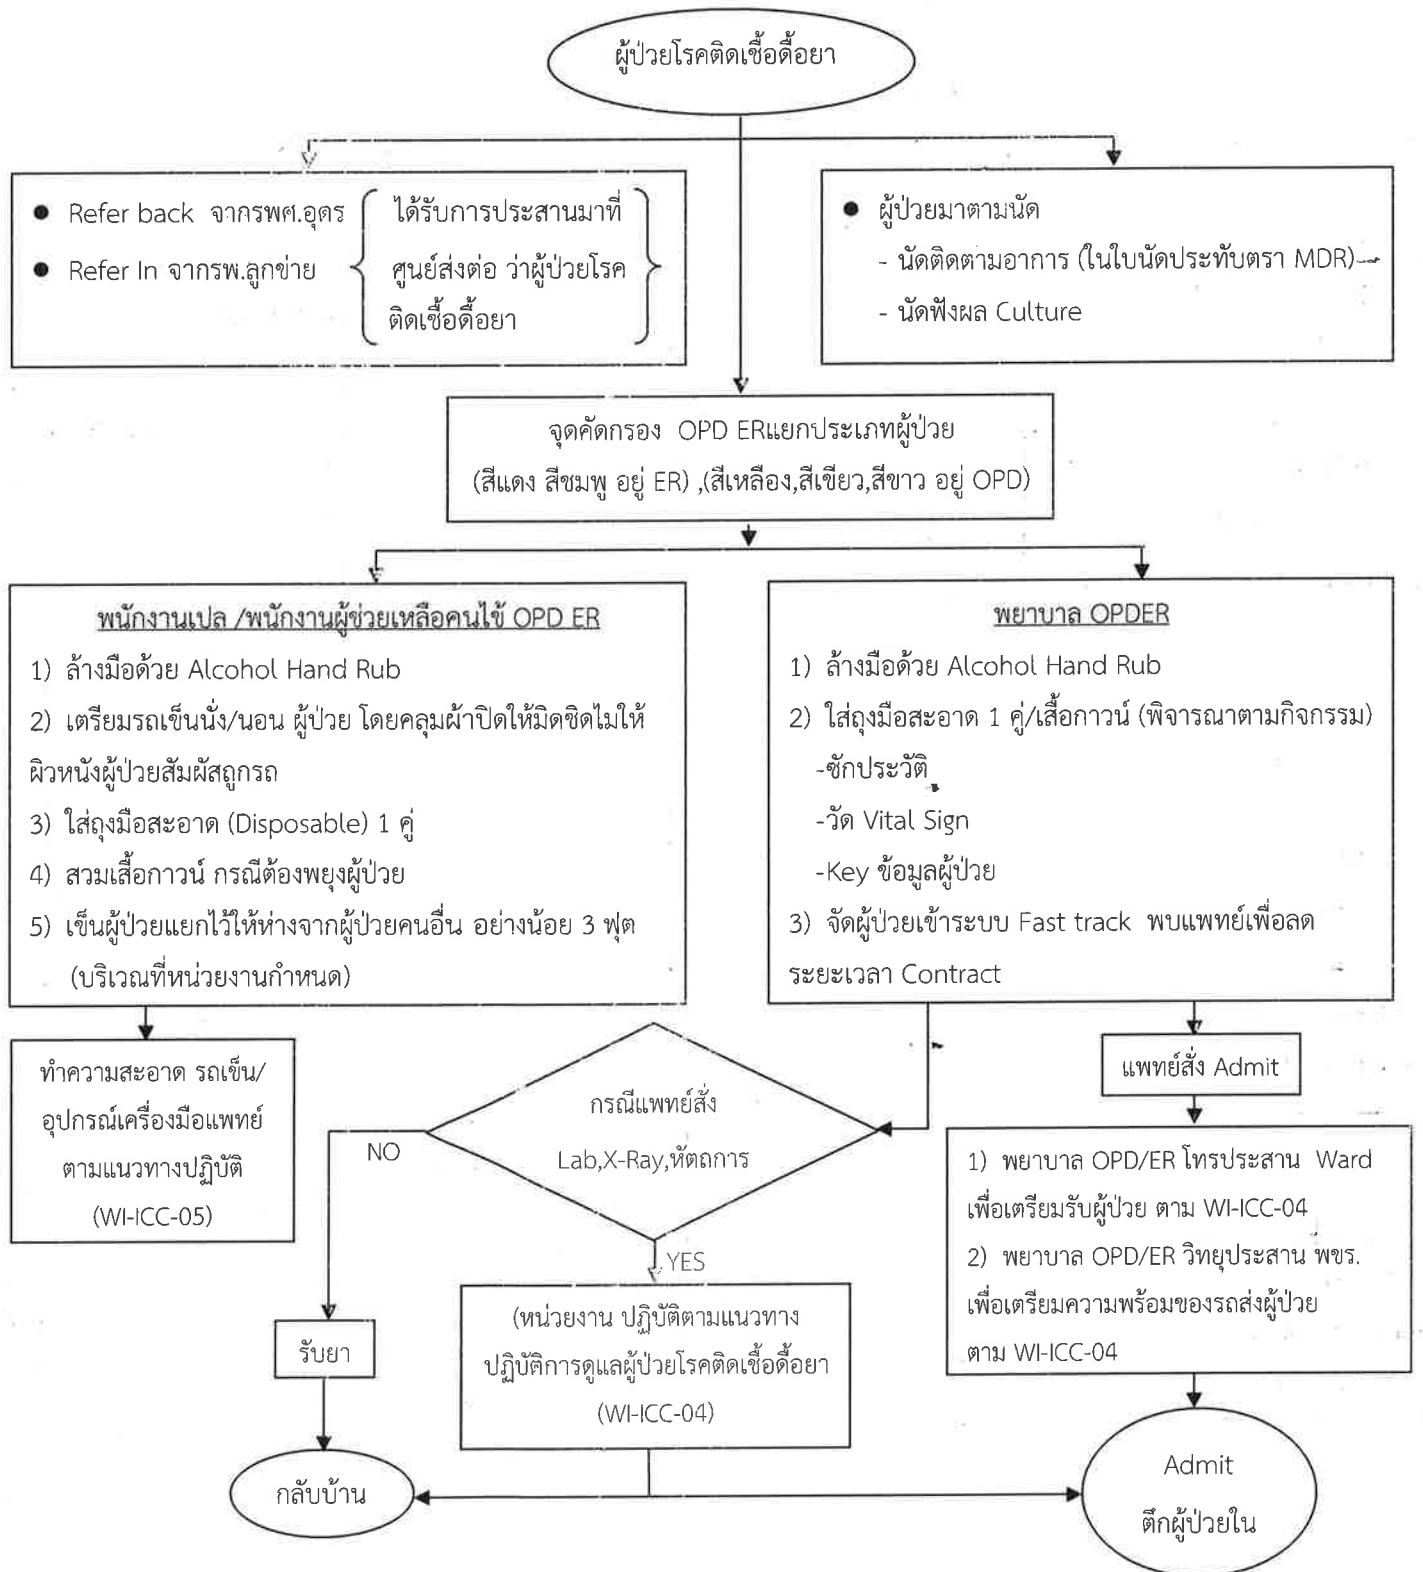 ผู้ป่วยโรคติดเชื้อดื้อยา
● Refer back จากรพศ.อุดร
● Refer In จากรพ.ลูกข่าย
ได้รับการประสานมาที่
ศูนย์ส่งต่อ ว่าผู้ป่วยโรค
ติดเชื้อดื้อยา
● ผู้ป่วยมาตามนัด
- นัดติดตามอาการ (ในใบนัดประทับตรา MDR)
- นัดฟังผล Culture
จุดคัดกรอง OPD ERแยกประเภทผู้ป่วย
(สีแดง สีชมพู อยู่ ER) ,(สีเหลือง,สีเขียว,สีขาว อยู่ OPD)
พนักงานเปล /พนักงานผู้ช่วยเหลือคนไข้ OPD ER
1) ล้างมือด้วย Alcohol Hand Rub
2) เตรียมรถเข็นนั่ง/นอน ผู้ป่วย โดยคลุมผ้าปิดให้มิดชิดไม่ให้
ผิวหนังผู้ป่วยสัมผัสถูกรถ
3) ใส่ถุงมือสะอาด (Disposable) 1 คู่
4) สวมเสื้อกาวน์ กรณีต้องพยุงผู้ป่วย
5) เข็นผู้ป่วยแยกไว้ให้ห่างจากผู้ป่วยคนอื่น อย่างน้อย 3 ฟุต
(บริเวณที่หน่วยงานกำหนด)
พยาบาล OPDER
1) ล้างมือด้วย Alcohol Hand Rub
2) ใส่ถุงมือสะอาด 1 คู่/เสื้อกาวน์ (พิจารณาตามกิจกรรม)
-ซักประวัติ
-วัด Vital Sign
-Key ข้อมูลผู้ป่วย
3) จัดผู้ป่วยเข้าระบบ Fast track พบแพทย์เพื่อลด
ระยะเวลา Contract
ทำความสะอาด รถเข็น/
อุปกรณ์เครื่องมือแพทย์
ตามแนวทางปฏิบัติ
(WI-ICC-05)
กรณีแพทย์สั่ง
Lab,X-Ray,หัตถการ
NO
YES
แพทย์สั่ง Admit
1) พยาบาล OPD/ER โทรประสาน Ward
เพื่อเตรียมรับผู้ป่วย ตาม WI-ICC-04
2) พยาบาล OPD/ER วิทยุประสาน พขร.
เพื่อเตรียมความพร้อมของรถส่งผู้ป่วย
ตาม WI-ICC-04
รับยา
(หน่วยงาน ปฏิบัติตามแนวทาง
ปฏิบัติการดูแลผู้ป่วยโรคติดเชื้อดื้อยา
(WI-ICC-04)
กลับบ้าน
Admit
ตึกผู้ป่วยใน